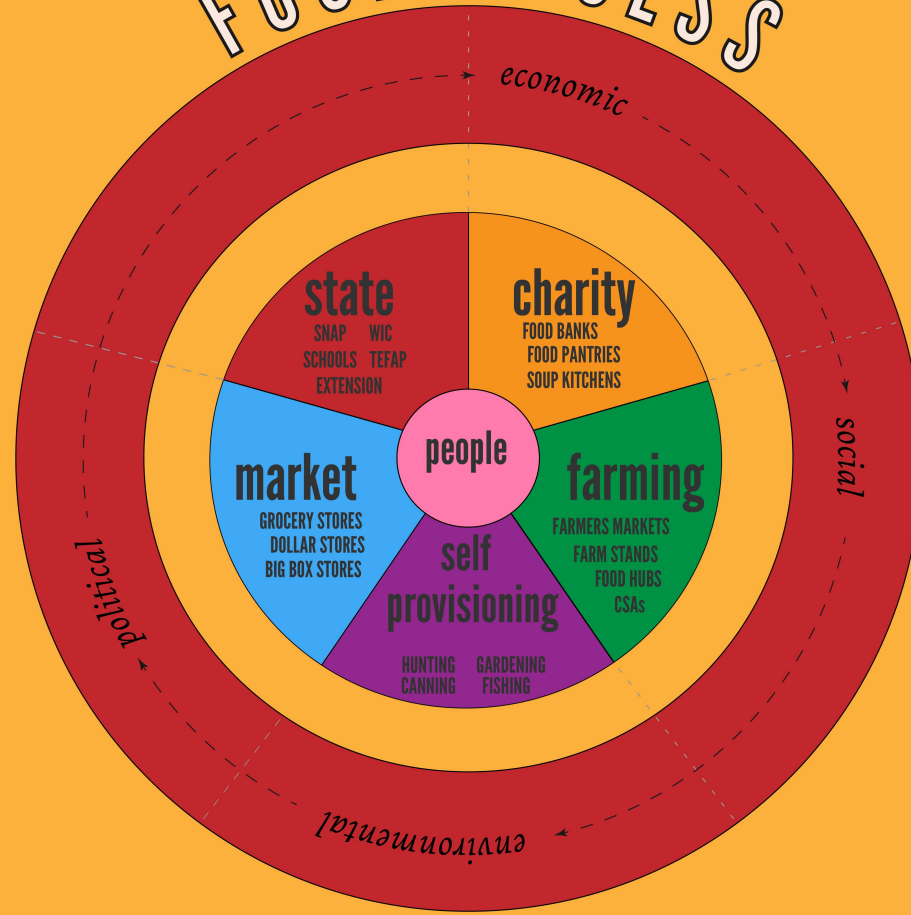 economic
social
environmental
political
state
SNAP WIC
SCHOOLS TEFAP
EXTENSION
charity
FOOD BANKS
FOOD PANTRIES
SOUP KITCHENS
people
market
GROCERY STORES
DOLLAR STORES
BIG BOX STORES
farming
FARMERS MARKETS
FARM STANDS
FOOD HUBS
CSAs
self
provisioning
HUNTING GARDENING
CANNING FISHING